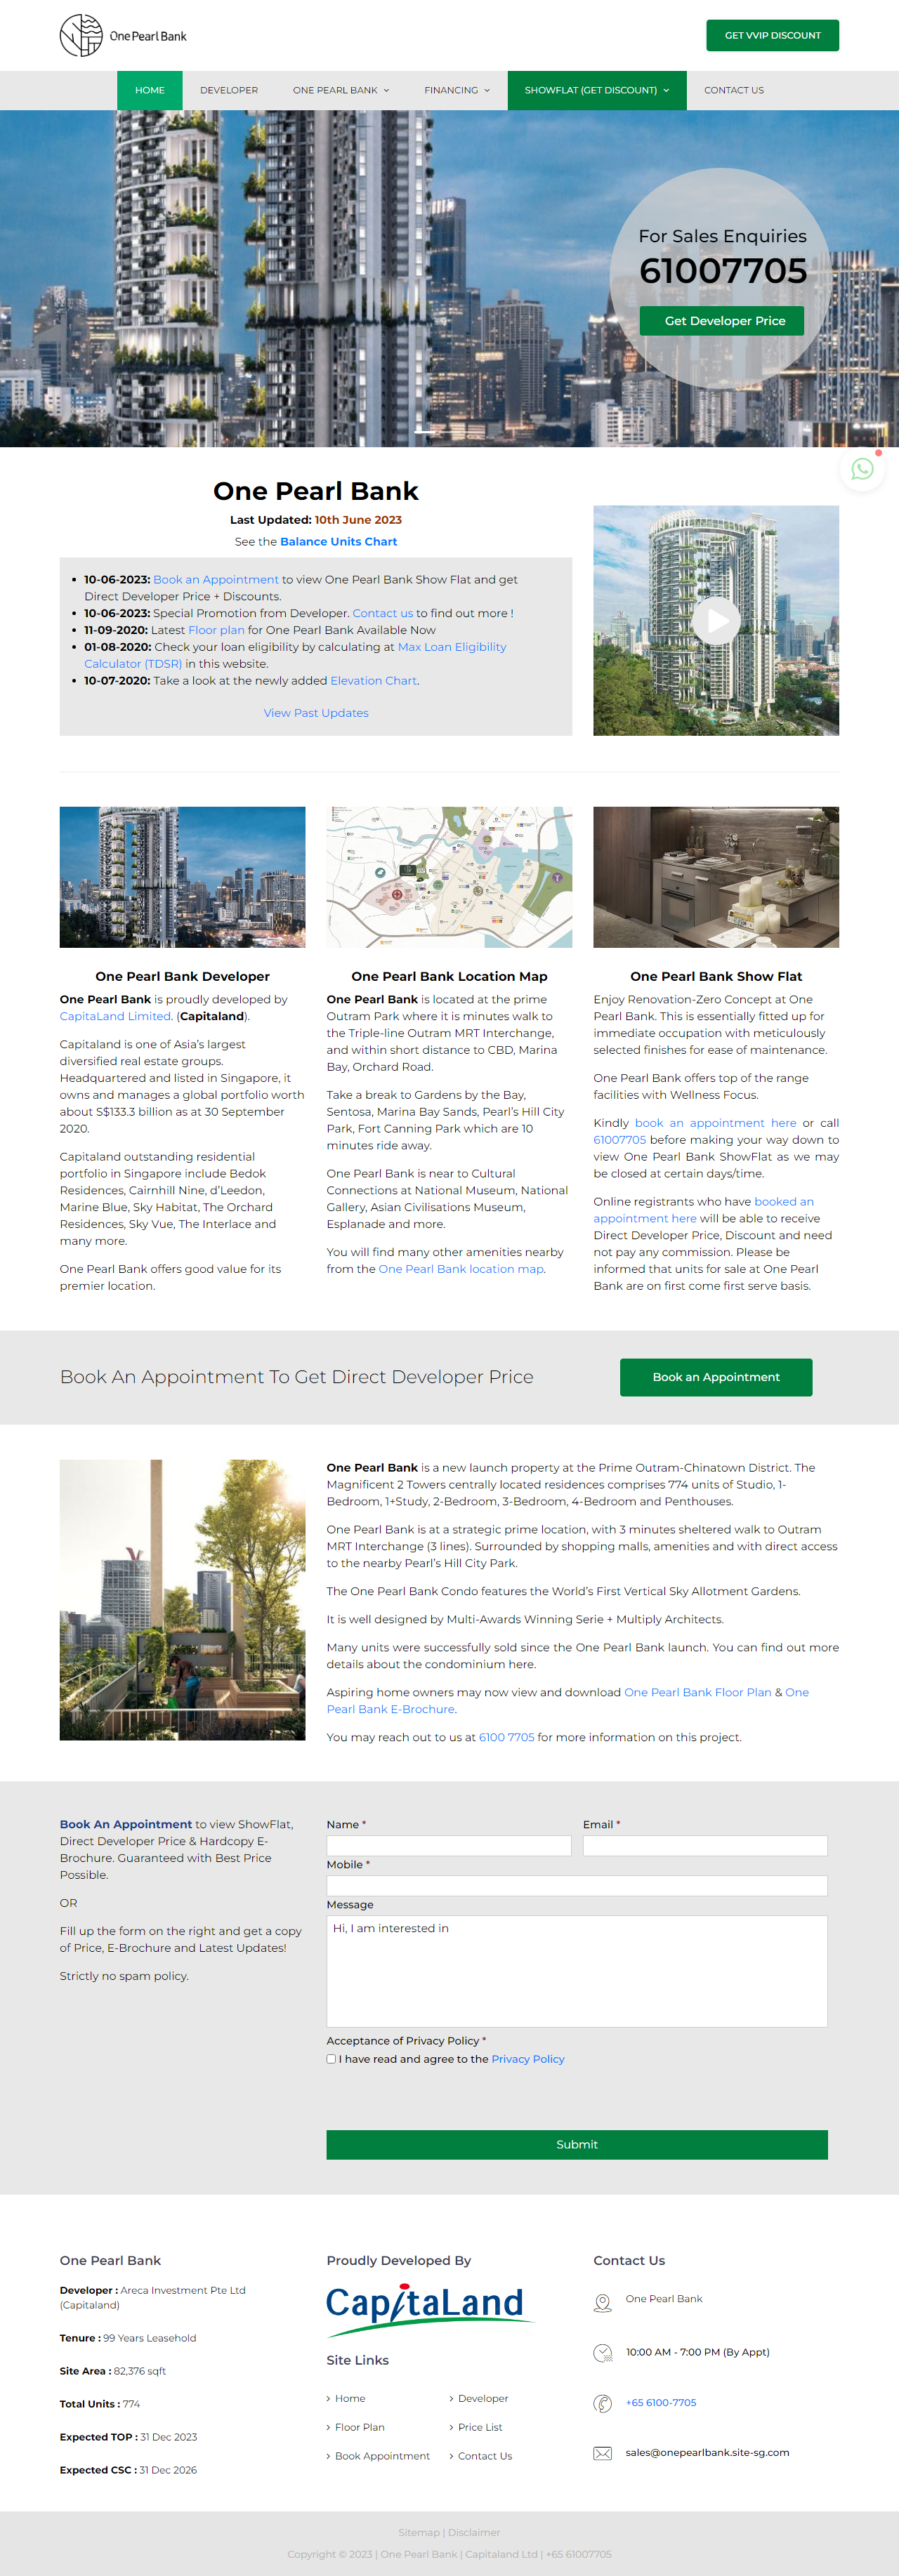 One Pearl Bank
GET VVIP DISCOUNT
HOME
DEVELOPER
ONE PEARL BANK
FINANCING
SHOWFLAT (GET DISCOUNT)
CONTACT US
For Sales Enquiries
61007705
Get Developer Price
One Pearl Bank
Last Updated: 10th June 2023
See the Balance Units Chart
10-06-2023: Book an Appointment to view One Pearl Bank Show Flat and get
Direct Developer Price + Discounts.
10-06-2023: Special Promotion from Developer. Contact us to find out more !
11-09-2020: Latest Floor plan for One Pearl Bank Available Now
01-08-2020: Check your loan eligibility by calculating at Max Loan Eligibility
Calculator (TDSR) in this website.
10-07-2020: Take a look at the newly added Elevation Chart.
View Past Updates
One Pearl Bank Developer
One Pearl Bank is proudly developed by
CapitaLand Limited. (Capitaland).
Capitaland is one of Asia’s largest
diversified real estate groups.
Headquartered and listed in Singapore, it
owns and manages a global portfolio worth
about S$133.3 billion as at 30 September
2020.
Capitaland outstanding residential
portfolio in Singapore include Bedok
Residences, Cairnhill Nine, d’Leedon,
Marine Blue, Sky Habitat, The Orchard
Residences, Sky Vue, The Interlace and
many more.
One Pearl Bank offers good value for its
premier location.
One Pearl Bank Location Map
One Pearl Bank is located at the prime
Outram Park where it is minutes walk to
the Triple-line Outram MRT Interchange,
and within short distance to CBD, Marina
Bay, Orchard Road.
Take a break to Gardens by the Bay,
Sentosa, Marina Bay Sands, Pearl’s Hill City
Park, Fort Canning Park which are 10
minutes ride away.
One Pearl Bank is near to Cultural
Connections at National Museum, National
Gallery, Asian Civilisations Museum,
Esplanade and more.
You will find many other amenities nearby
from the One Pearl Bank location map.
One Pearl Bank Show Flat
Enjoy Renovation-Zero Concept at One
Pearl Bank. This is essentially fitted up for
immediate occupation with meticulously
selected finishes for ease of maintenance.
One Pearl Bank offers top of the range
facilities with Wellness Focus.
Kindly book an appointment here or call
61007705 before making your way down to
view One Pearl Bank ShowFlat as we may
be closed at certain days/time.
Online registrants who have booked an
appointment here will be able to receive
Direct Developer Price, Discount and need
not pay any commission. Please be
informed that units for sale at One Pearl
Bank are on first come first serve basis.
Book An Appointment To Get Direct Developer Price
Book an Appointment
One Pearl Bank is a new launch property at the Prime Outram-Chinatown District. The
Magnificent 2 Towers centrally located residences comprises 774 units of Studio, 1-
Bedroom, 1+Study, 2-Bedroom, 3-Bedroom, 4-Bedroom and Penthouses.
One Pearl Bank is at a strategic prime location, with 3 minutes sheltered walk to Outram
MRT Interchange (3 lines). Surrounded by shopping malls, amenities and with direct access
to the nearby Pearl’s Hill City Park.
The One Pearl Bank Condo features the World’s First Vertical Sky Allotment Gardens.
It is well designed by Multi-Awards Winning Serie + Multiply Architects.
Many units were successfully sold since the One Pearl Bank launch. You can find out more
details about the condominium here.
Aspiring home owners may now view and download One Pearl Bank Floor Plan & One
Pearl Bank E-Brochure.
You may reach out to us at 6100 7705 for more information on this project.
Book An Appointment to view ShowFlat,
Direct Developer Price & Hardcopy E-
Brochure. Guaranteed with Best Price
Possible.
OR
Fill up the form on the right and get a copy
of Price, E-Brochure and Latest Updates!
Strictly no spam policy.
Name *
Email *
Mobile *
Message
Hi, I am interested in
Acceptance of Privacy Policy *
I have read and agree to the Privacy Policy
Submit
One Pearl Bank
Developer : Areca Investment Pte Ltd
(Capitaland)
Tenure : 99 Years Leasehold
Site Area : 82,376 sqft
Total Units : 774
Expected TOP : 31 Dec 2023
Expected CSC : 31 Dec 2026
Proudly Developed By
CapitaLand
Site Links
Home
Developer
Floor Plan
Price List
Book Appointment
Contact Us
Contact Us
One Pearl Bank
10:00 AM - 7:00 PM (By Appt)
+65 6100-7705
sales@onepearlbank.site-sg.com
Sitemap | Disclaimer
Copyright © 2023 | One Pearl Bank | Capitaland Ltd | +65 61007705